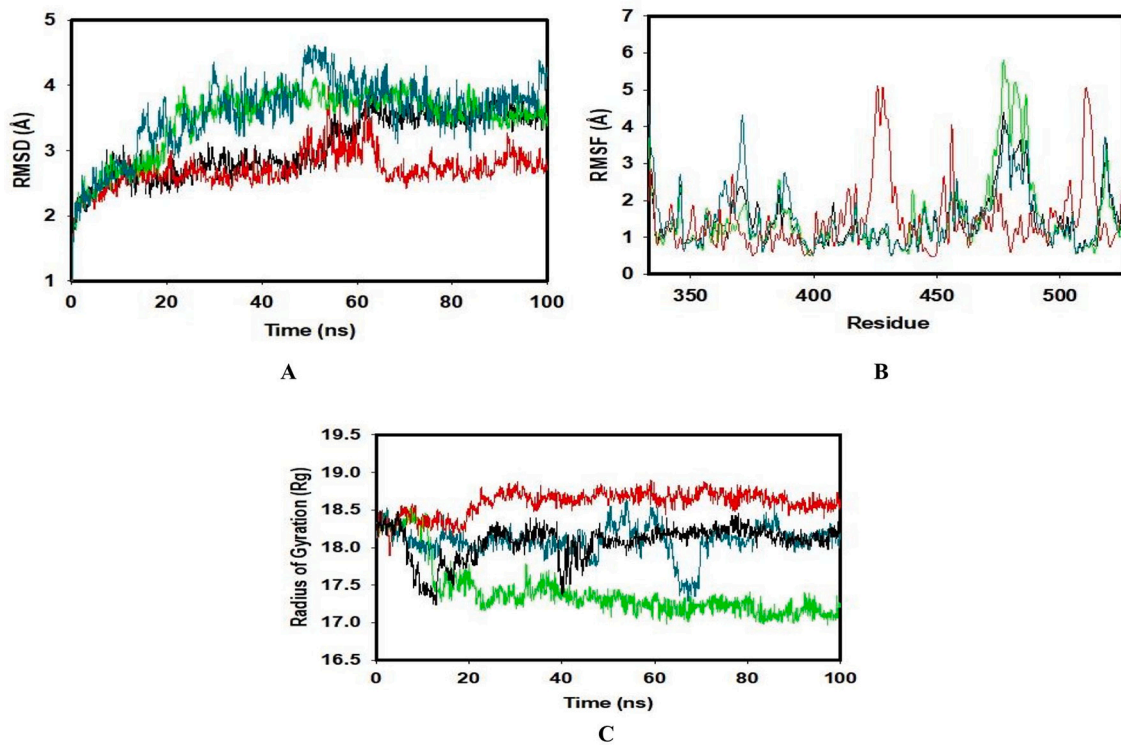 5
4
3
2
1
RMSD (Å)
0 20 40 60 80 100
Time (ns)
A
7
6
5
4
3
2
1
0
RMSF (Å)
350 400 450 500
Residue
B
19.5
19.0
18.5
18.0
17.5
17.0
16.5
Radius of Gyration (Rg)
0 20 40 60 80 100
Time (ns)
C